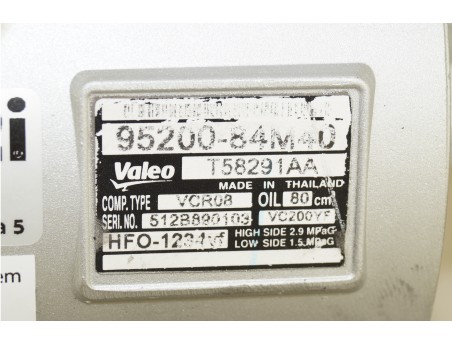 i
a 5
em
95200-84M40
Valeo T58291AA
MADE IN THAILAND
COMP.TYPE VCR08 OIL 80 cm
SERI.NO. 512B890103 VC200YF
HFO-1234yf HIGH SIDE 2.9 MPaG
LOW SIDE 1.5 MPaG